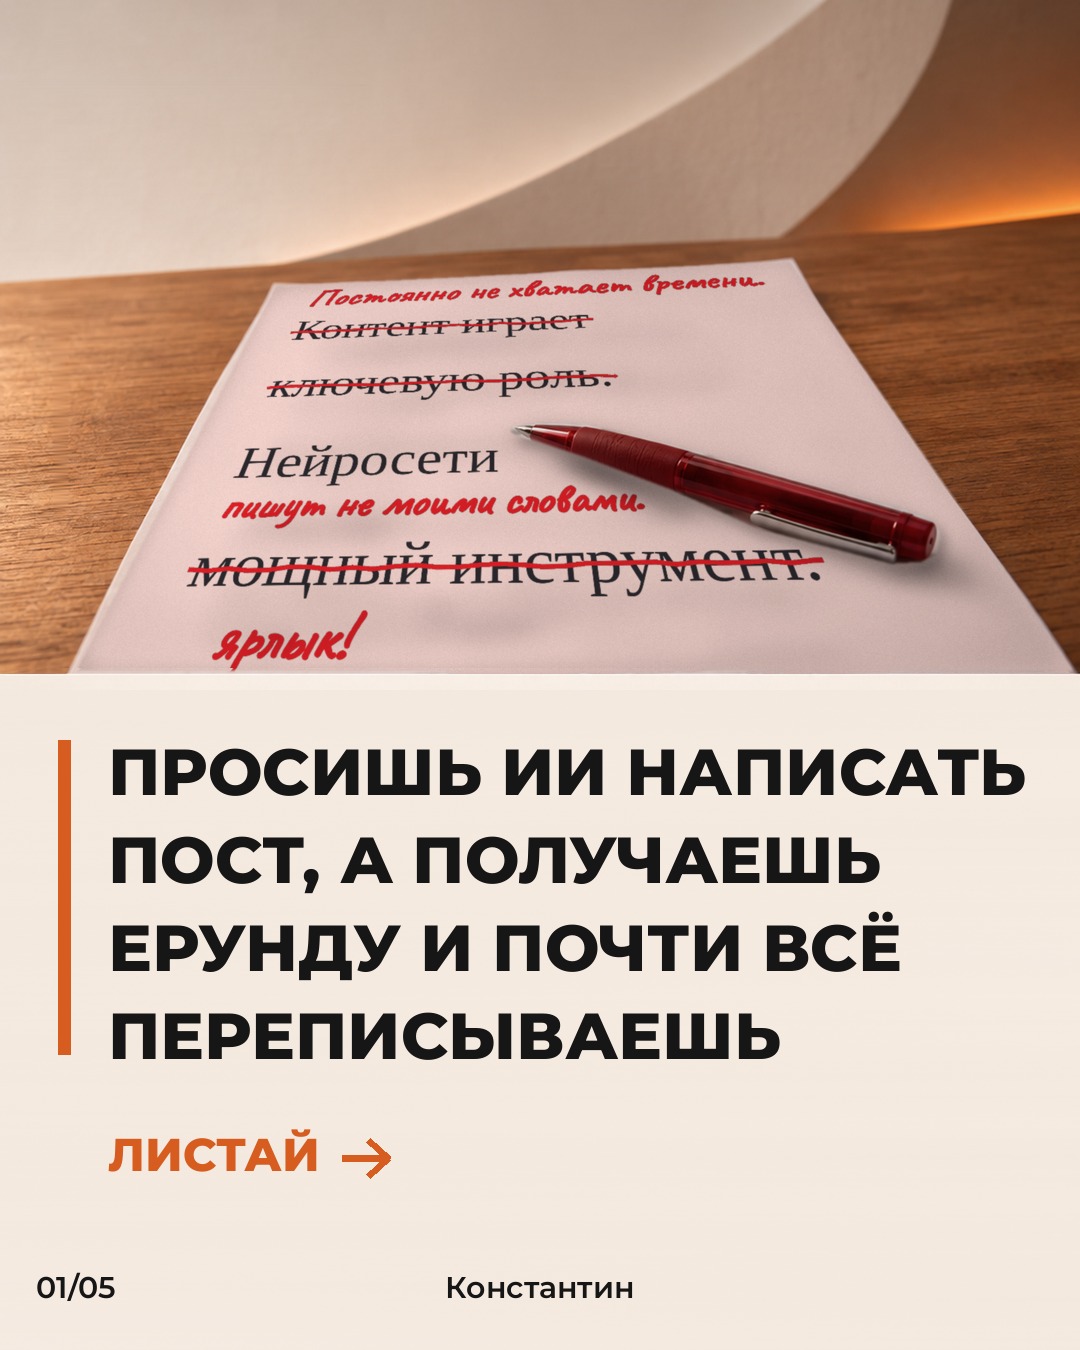 Постоянно не хватает времени.
Контент играет
ключевую роль.
Нейросети
пишут не моими словами.
мощный инструмент.
ярлык!
ПРОСИШЬ ИИ НАПИСАТЬ
ПОСТ, А ПОЛУЧАЕШЬ
ЕРУНДУ И ПОЧТИ ВСЁ
ПЕРЕПИСЫВАЕШЬ
ЛИСТАЙ →
01/05
Константин